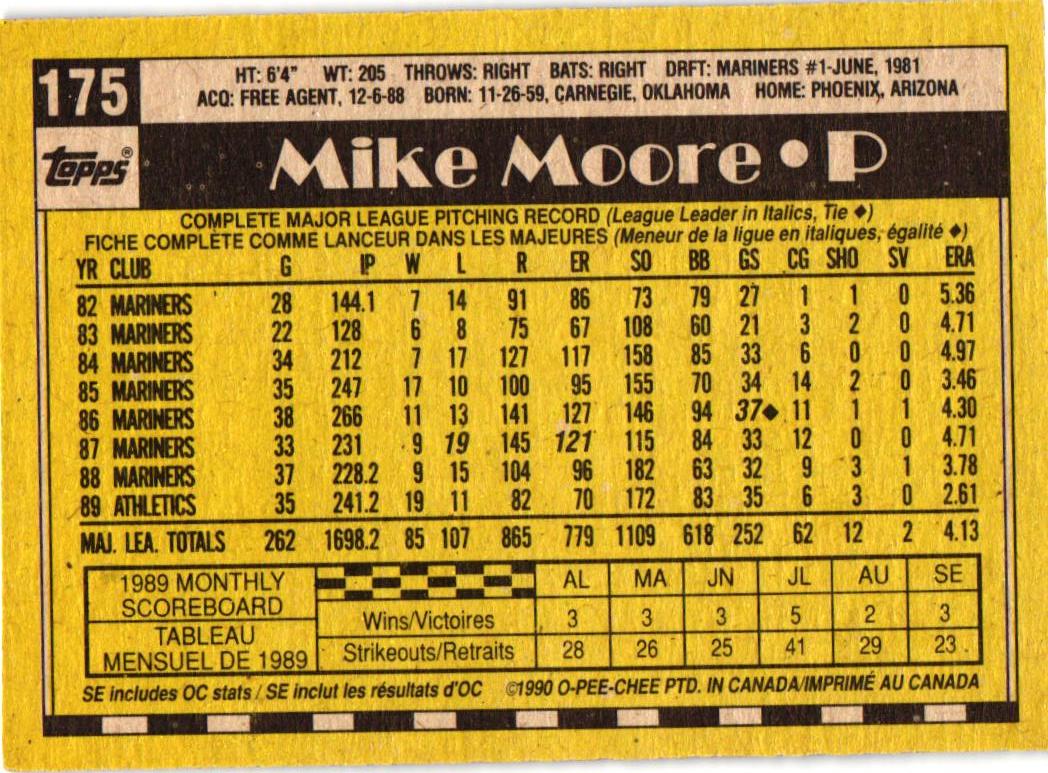 175
HT: 6'4" WT: 205 THROWS: RIGHT BATS: RIGHT DRFT: MARINERS #1-JUNE, 1981
ACQ: FREE AGENT, 12-6-88 BORN: 11-26-59, CARNEGIE, OKLAHOMA HOME: PHOENIX, ARIZONA
Topps®
Mike Moore • P
COMPLETE MAJOR LEAGUE PITCHING RECORD (League Leader in Italics, Tie ◆)
FICHE COMPLÈTE COMME LANCEUR DANS LES MAJEURES (Meneur de la ligue en italiques, égalité ◆)
YR CLUB G IP W L R ER SO BB GS CG SHO SV ERA
82 MARINERS 28 144.1 7 14 91 86 73 79 27 1 1 0 5.36
83 MARINERS 22 128 6 8 75 67 108 60 21 3 2 0 4.71
84 MARINERS 34 212 7 17 127 117 158 85 33 6 0 0 4.97
85 MARINERS 35 247 17 10 100 95 155 70 34 14 2 0 3.46
86 MARINERS 38 266 11 13 141 127 146 94 37◆ 11 1 1 4.30
87 MARINERS 33 231 9 19 145 121 115 84 33 12 0 0 4.71
88 MARINERS 37 228.2 9 15 104 96 182 63 32 9 3 1 3.78
89 ATHLETICS 35 241.2 19 11 82 70 172 83 35 6 3 0 2.61
MAJ. LEA. TOTALS 262 1698.2 85 107 865 779 1109 618 252 62 12 2 4.13
1989 MONTHLY
SCOREBOARD
TABLEAU
MENSUEL DE 1989
AL MA JN JL AU SE
Wins/Victoires 3 3 3 5 2 3
Strikeouts/Retraits 28 26 25 41 29 23
SE includes OC stats / SE inclut les résultats d'OC ©1990 O-PEE-CHEE PTD. IN CANADA/IMPRIMÉ AU CANADA